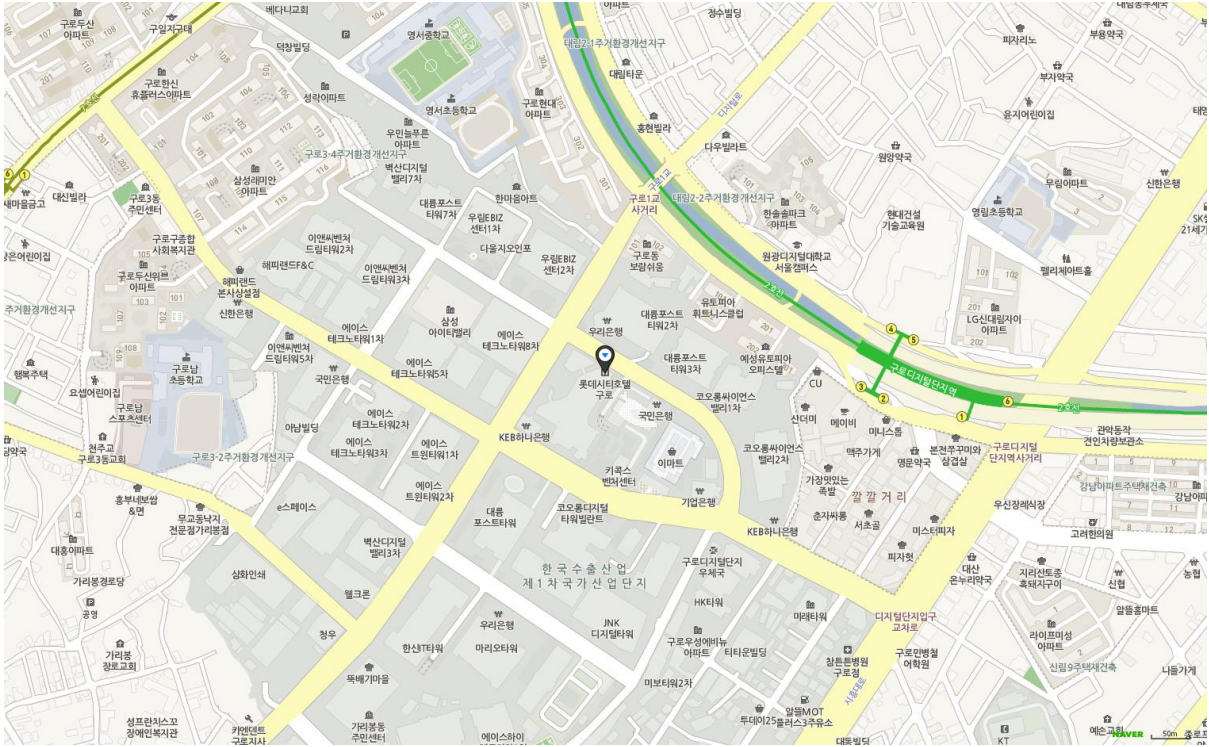 구로두산
아파트
구일지구대
베다니교회
영서중학교
덕창빌딩
정수빌딩
대림2-1주거환경개선지구
대림타운
피자리노
부용약국
부자약국
윤지어린이집
구로한신
휴플러스아파트
성락아파트
영서초등학교
구로현대
아파트
홍현빌라
디지털로
다우빌라트
원앙약국
우민늘푸른
아파트
구로3-4주거환경개선지구
벽산디지털
밸리7차
삼성래미안
아파트
한마음아트
대륭포스트
타워7차
우림EBIZ
센터1차
다울지오인포
우림EBIZ
센터2차
구로1교
구로1교
사거리
대림2-2주거환경개선지구
한솔솔파크
아파트
현대건설
기술교육원
무림아파트
영림초등학교
신한은행
새마을금고
대신빌라
구로3동
주민센터
구로구종합
사회복지관
구로두산위브
아파트
해피랜드
본사상설점
신한은행
이앤씨벤처
드림타워2차
해피랜드F&C
이앤씨벤처
드림타워3차
구로동
보람쉬움
원광디지털대학교
서울캠퍼스
펠리체아트홀
2호선
유토피아
휘트니스클럽
대륭포스트
타워2차
LG신대림자이
아파트
삼성
아이티밸리
에이스
테크노타워8차
우리은행
에이스
테크노타워1차
이앤씨벤처
드림타워5차
에이스
테크노타워5차
롯데시티호텔
구로
대륭포스트
타워3차
여성유토피아
오피스텔
구로디지털단지역
2호선
행복주택
요셉어린이집
구로남
초등학교
구로남
스포츠센터
천주교
구로3동교회
국민은행
아남빌딩
에이스
테크노타워2차
에이스
테크노타워3차
에이스
트윈타워1차
에이스
트윈타워2차
KEB하나은행
국민은행
이마트
코오롱싸이언스
밸리1차
코오롱싸이언스
밸리2차
CU
산더미
메이비
미니스톱
맥주가게
명문약국
본전쭈꾸미와
삼겹살
관악동작
견인차량보관소
구로디지털
단지역사거리
강남아파트주택재건축
구로3-2주거환경개선지구
흥부네보쌈
&면
무교동낙지
전문점가리봉점
e스페이스
벽산디지털
밸리3차
대륭
포스트타워
코오롱디지털
타워빌란트
키콕스
벤처센터
기업은행
KEB하나은행
가장맛있는
족발
깔깔거리
춘자싸롱
서초골
미스터피자
피자헛
우신장례식장
고려한의원
대홍아파트
가리봉경로당
공영
삼화인쇄
웰크론
한국수출산업
제1차국가산업단지
구로디지털단지
우체국
HK타워
미래타워
대산
온누리약국
지리산토종
흑돼지구이
신협
농협
알뜰홈마트
디지털단지입구
교차로
라이프미성
아파트
신림9주택재건축
나들가게
가리봉
장로교회
청우
우리은행
마리오타워
한신IT타워
JNK
디지털타워
구로우성에비뉴
아파트
티타운빌딩
참튼튼병원
구로점
구로민병철
어학원
시흥대로
뚝배기마을
미보타워2차
성프란치스꼬
장애인복지관
키엔덴트
구로지사
가리봉동
주민센터
에이스하이
투데이25
알뜰MOT
플러스3주유소
대동빌딩
KT
예손교회
NAVER
50m